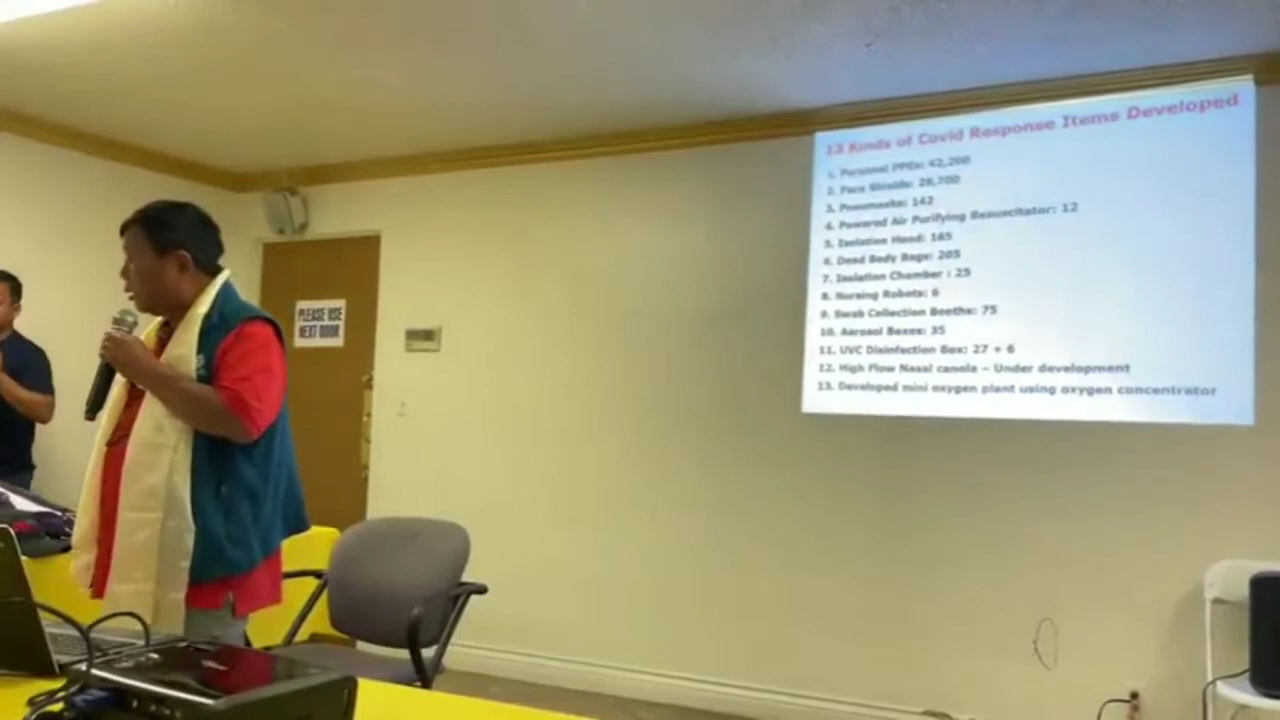 PLEASE USE
NEXT DOOR
13 Kinds of Covid Response Items Developed
1. Personal PPEs: 42,200
2. Face Shields: 28,700
3. Pneumasks: 142
4. Powered Air Purifying Resuscitator: 12
5. Isolation Hood: 165
6. Dead Body Bags: 205
7. Isolation Chamber : 25
8. Nursing Robots: 6
9. Swab Collection Booths: 75
10. Aerosol Boxes: 35
11. UVC Disinfection Box: 27 + 6
12. High Flow Nasal canola – Under development
13. Developed mini oxygen plant using oxygen concentrator